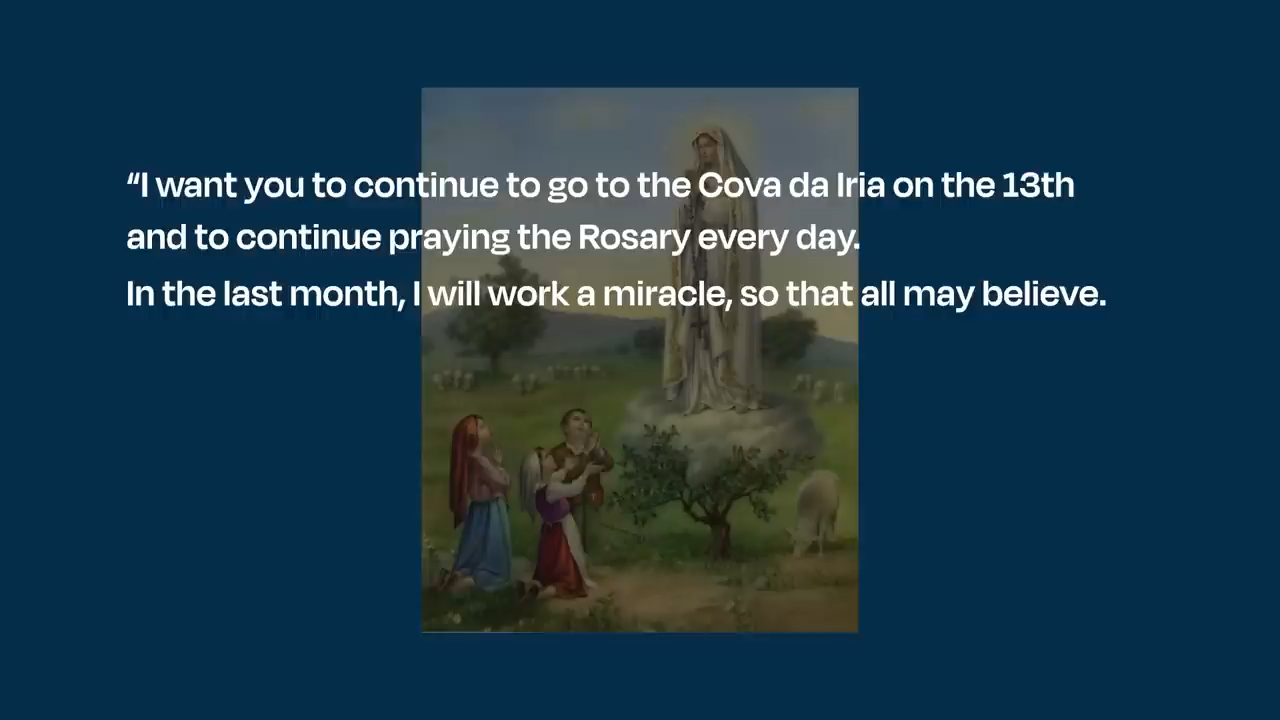 “I want you to continue to go to the Cova da Iria on the 13th
and to continue praying the Rosary every day.
In the last month, I will work a miracle, so that all may believe.